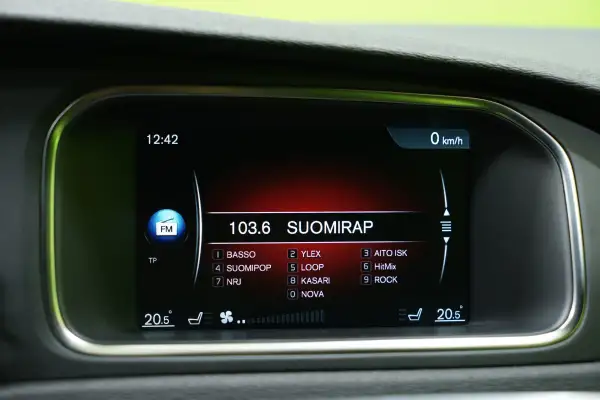 12:42
0 km/h
FM
TP
103.6 SUOMIRAP
1 BASSO 2 YLEX 3 AITO ISK
4 SUOMIPOP 5 LOOP 6 HitMix
7 NRJ 8 KASARI 9 ROCK
0 NOVA
20.5° 20.5°